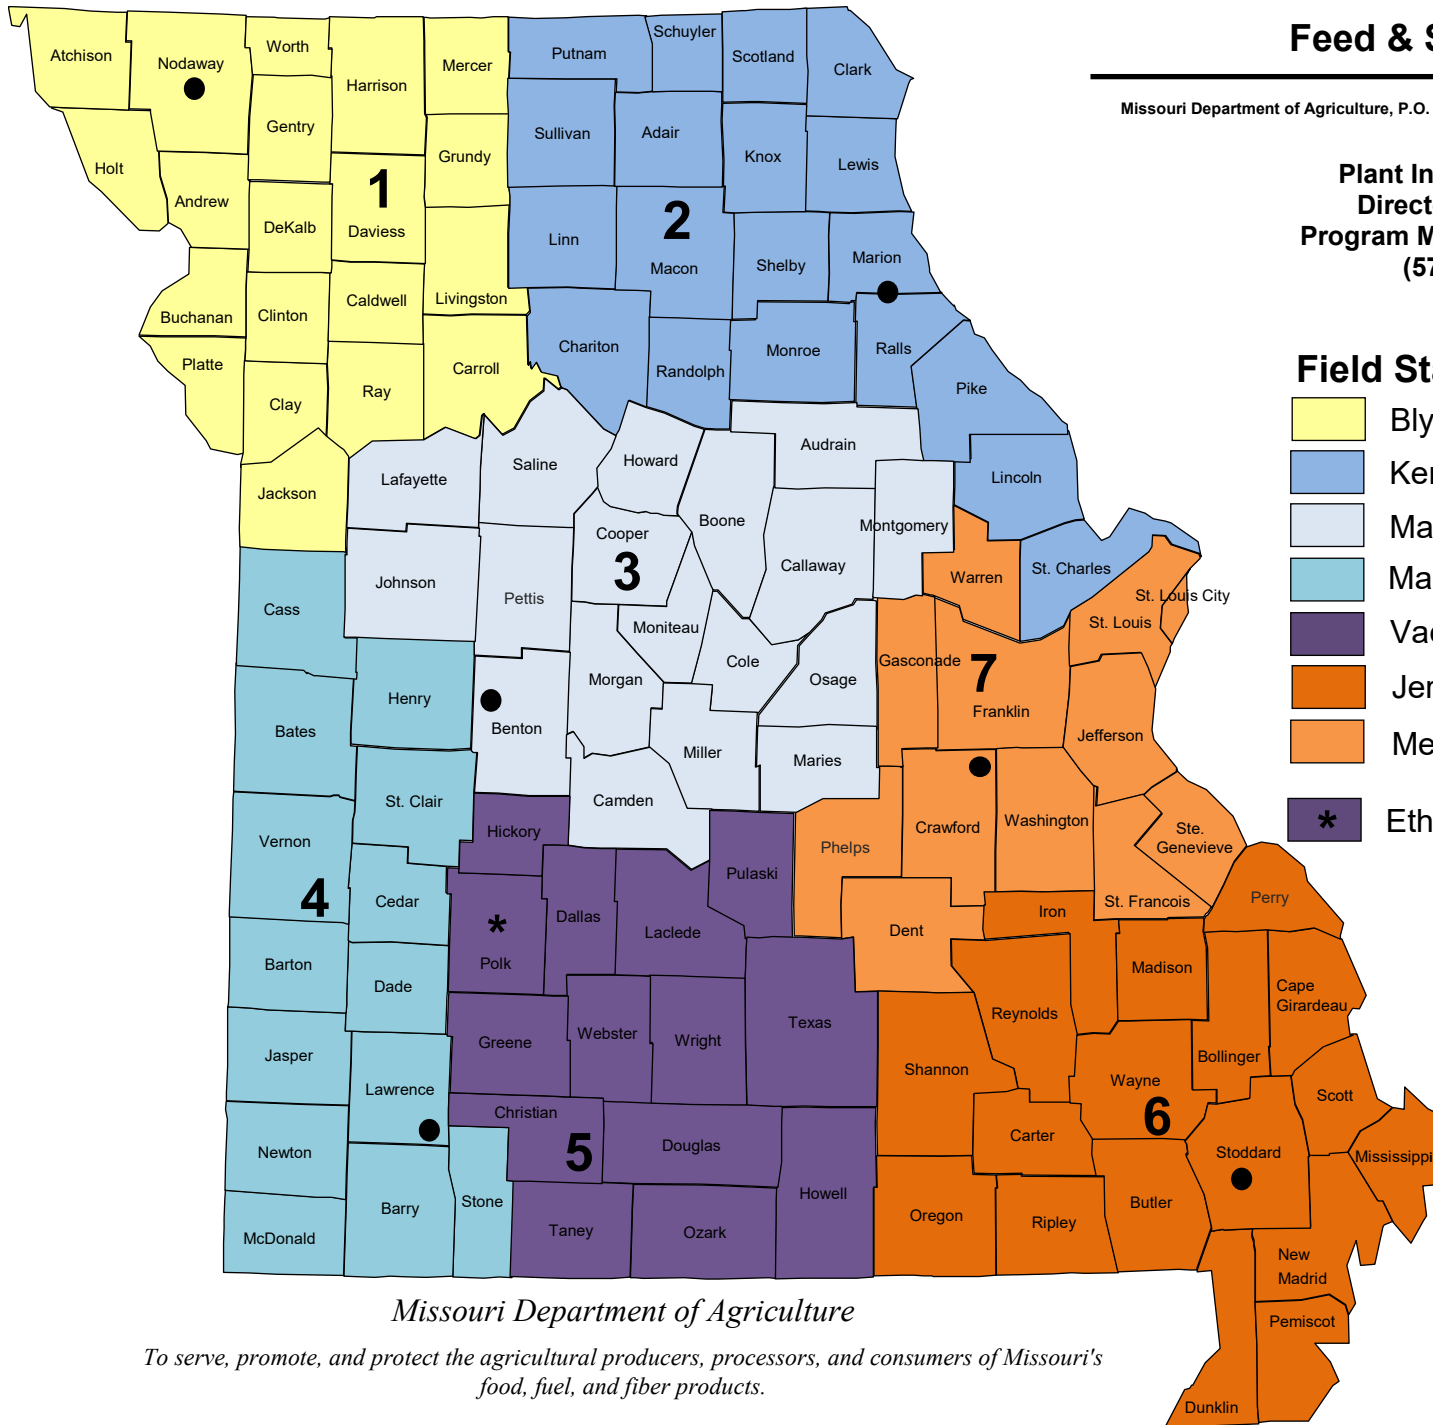 Feed & S
Missouri Department of Agriculture, P.O.
Plant In
Direct
Program M
(57
Field Sta
Bly
Ker
Ma
Ma
Vac
Jer
Me
* Eth
Atchison
Nodaway
Worth
Harrison
Mercer
Putnam
Schuyler
Scotland
Clark
Holt
Gentry
Grundy
Sullivan
Adair
Knox
Lewis
Andrew
DeKalb
1
Daviess
Linn
2
Macon
Shelby
Marion
Buchanan
Clinton
Caldwell
Livingston
Chariton
Randolph
Monroe
Ralls
Pike
Platte
Clay
Ray
Carroll
Jackson
Lafayette
Saline
Howard
Audrain
Lincoln
Boone
Montgomery
Cooper
3
Callaway
Warren
St. Charles
St. Louis City
St. Louis
Cass
Johnson
Pettis
Moniteau
Cole
Osage
Gasconade
7
Franklin
Jefferson
Bates
Henry
Benton
Morgan
Miller
Maries
Camden
St. Clair
Vernon
4
Hickory
Pulaski
Phelps
Crawford
Washington
Ste.
Genevieve
St. Francois
Perry
Cedar
*
Polk
Dallas
Laclede
Dent
Iron
Madison
Cape
Girardeau
Barton
Dade
Greene
Webster
Wright
Texas
Reynolds
Bollinger
Jasper
Lawrence
Christian
5
Douglas
Shannon
Wayne
6
Scott
Carter
Stoddard
Mississippi
Newton
McDonald
Barry
Stone
Taney
Ozark
Howell
Oregon
Ripley
Butler
New
Madrid
Pemiscot
Dunklin
Missouri Department of Agriculture
To serve, promote, and protect the agricultural producers, processors, and consumers of Missouri's
food, fuel, and fiber products.